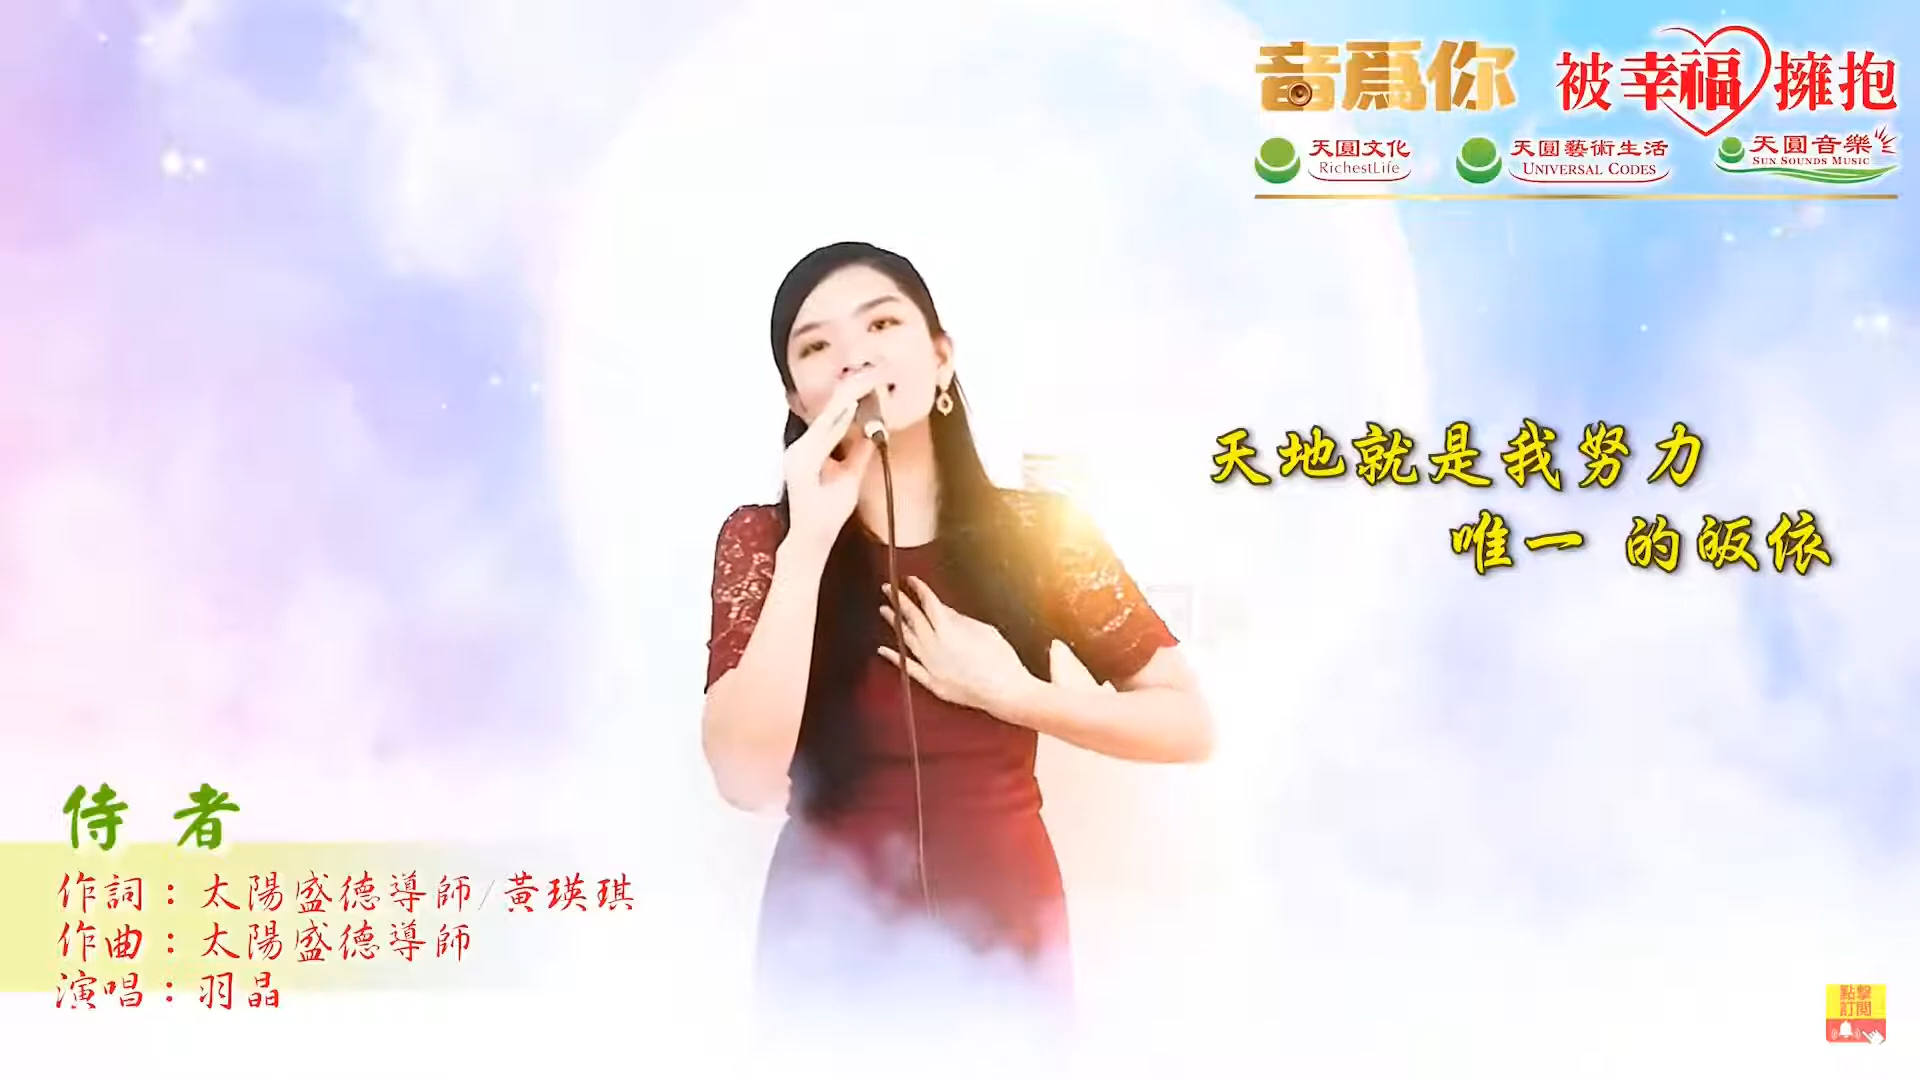 音為你 被幸福擁抱
天圓文化 天圓藝術生活 天圓音樂
RichestLife UNIVERSAL CODES SUN SOUNDS MUSIC
天地就是我努力
唯一 的皈依
侍 者
作詞：太陽盛德導師/黃瑛琪
作曲：太陽盛德導師
演唱：羽晶
點擊
訂閱